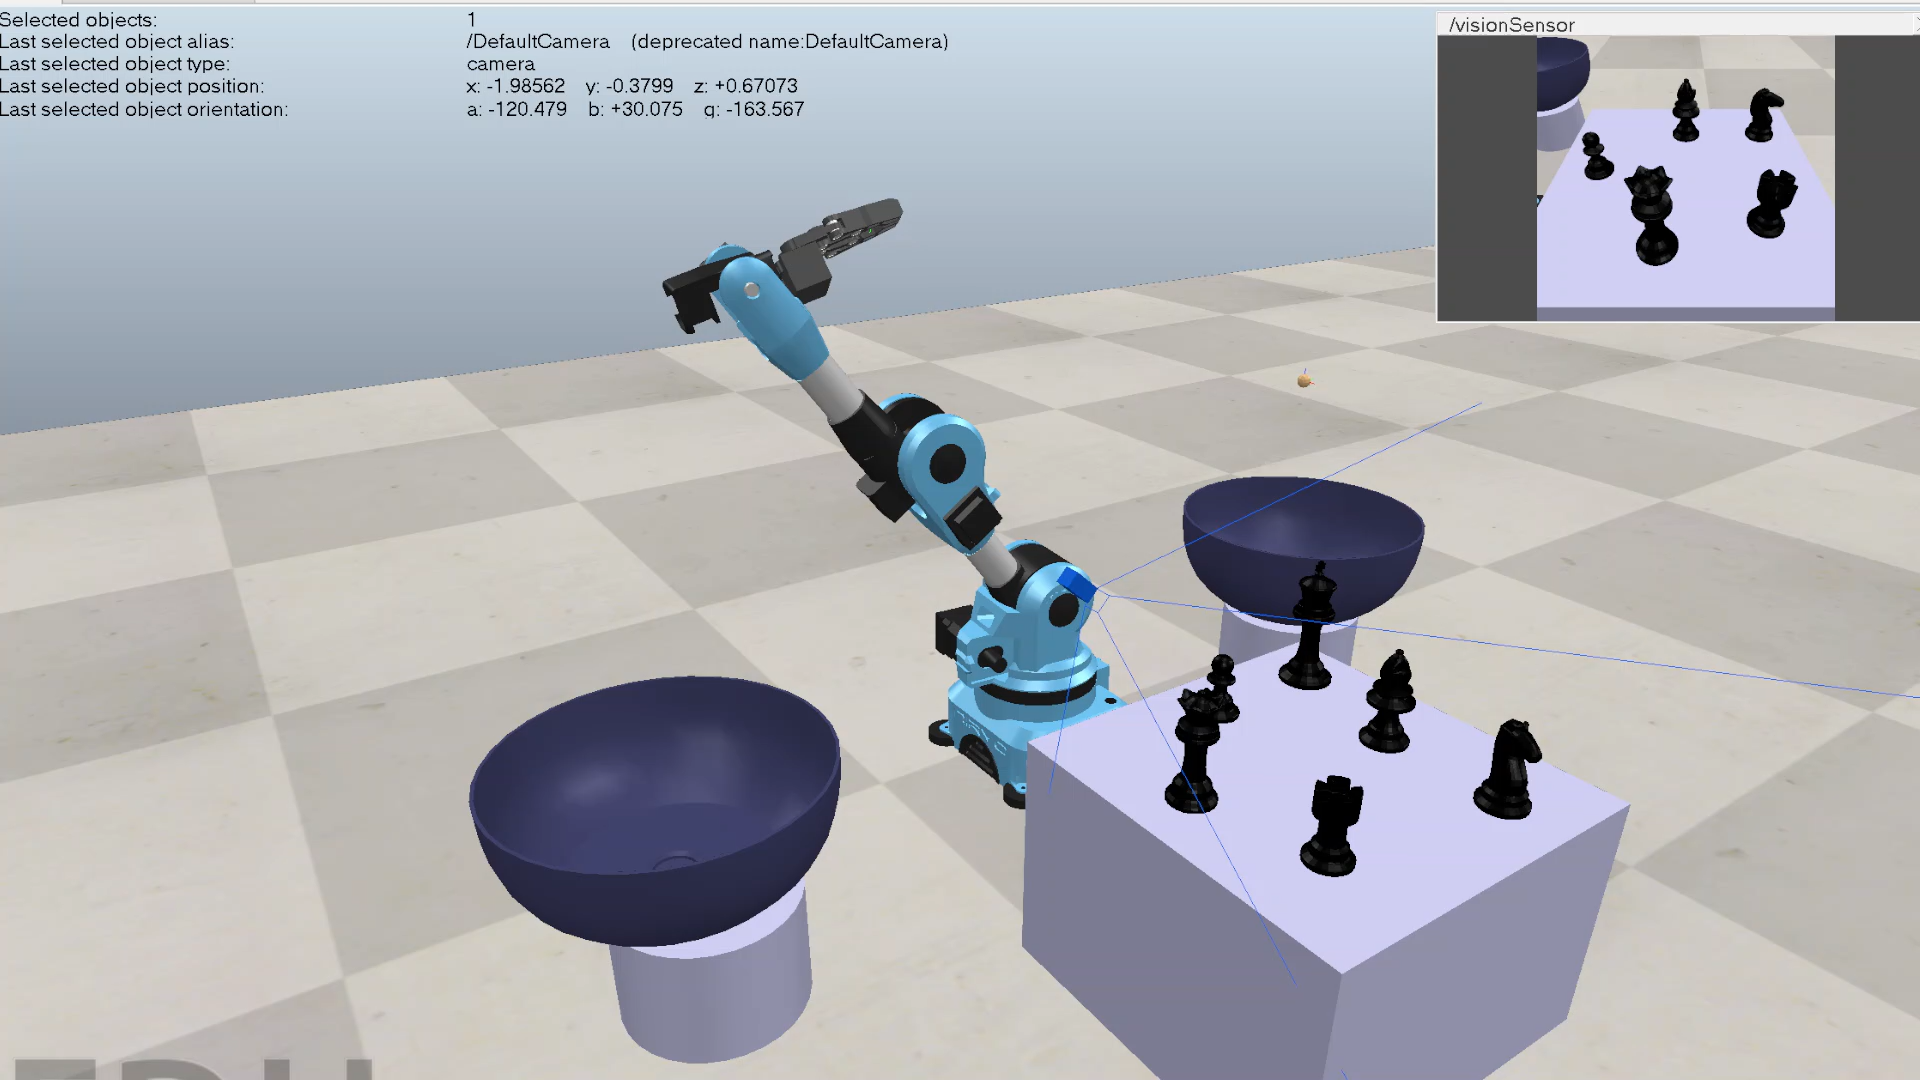 Selected objects: 1
Last selected object alias: /DefaultCamera (deprecated name:DefaultCamera)
Last selected object type: camera
Last selected object position: x: -1.98562 y: -0.3799 z: +0.67073
Last selected object orientation: a: -120.479 b: +30.075 g: -163.567
/visionSensor
EDU